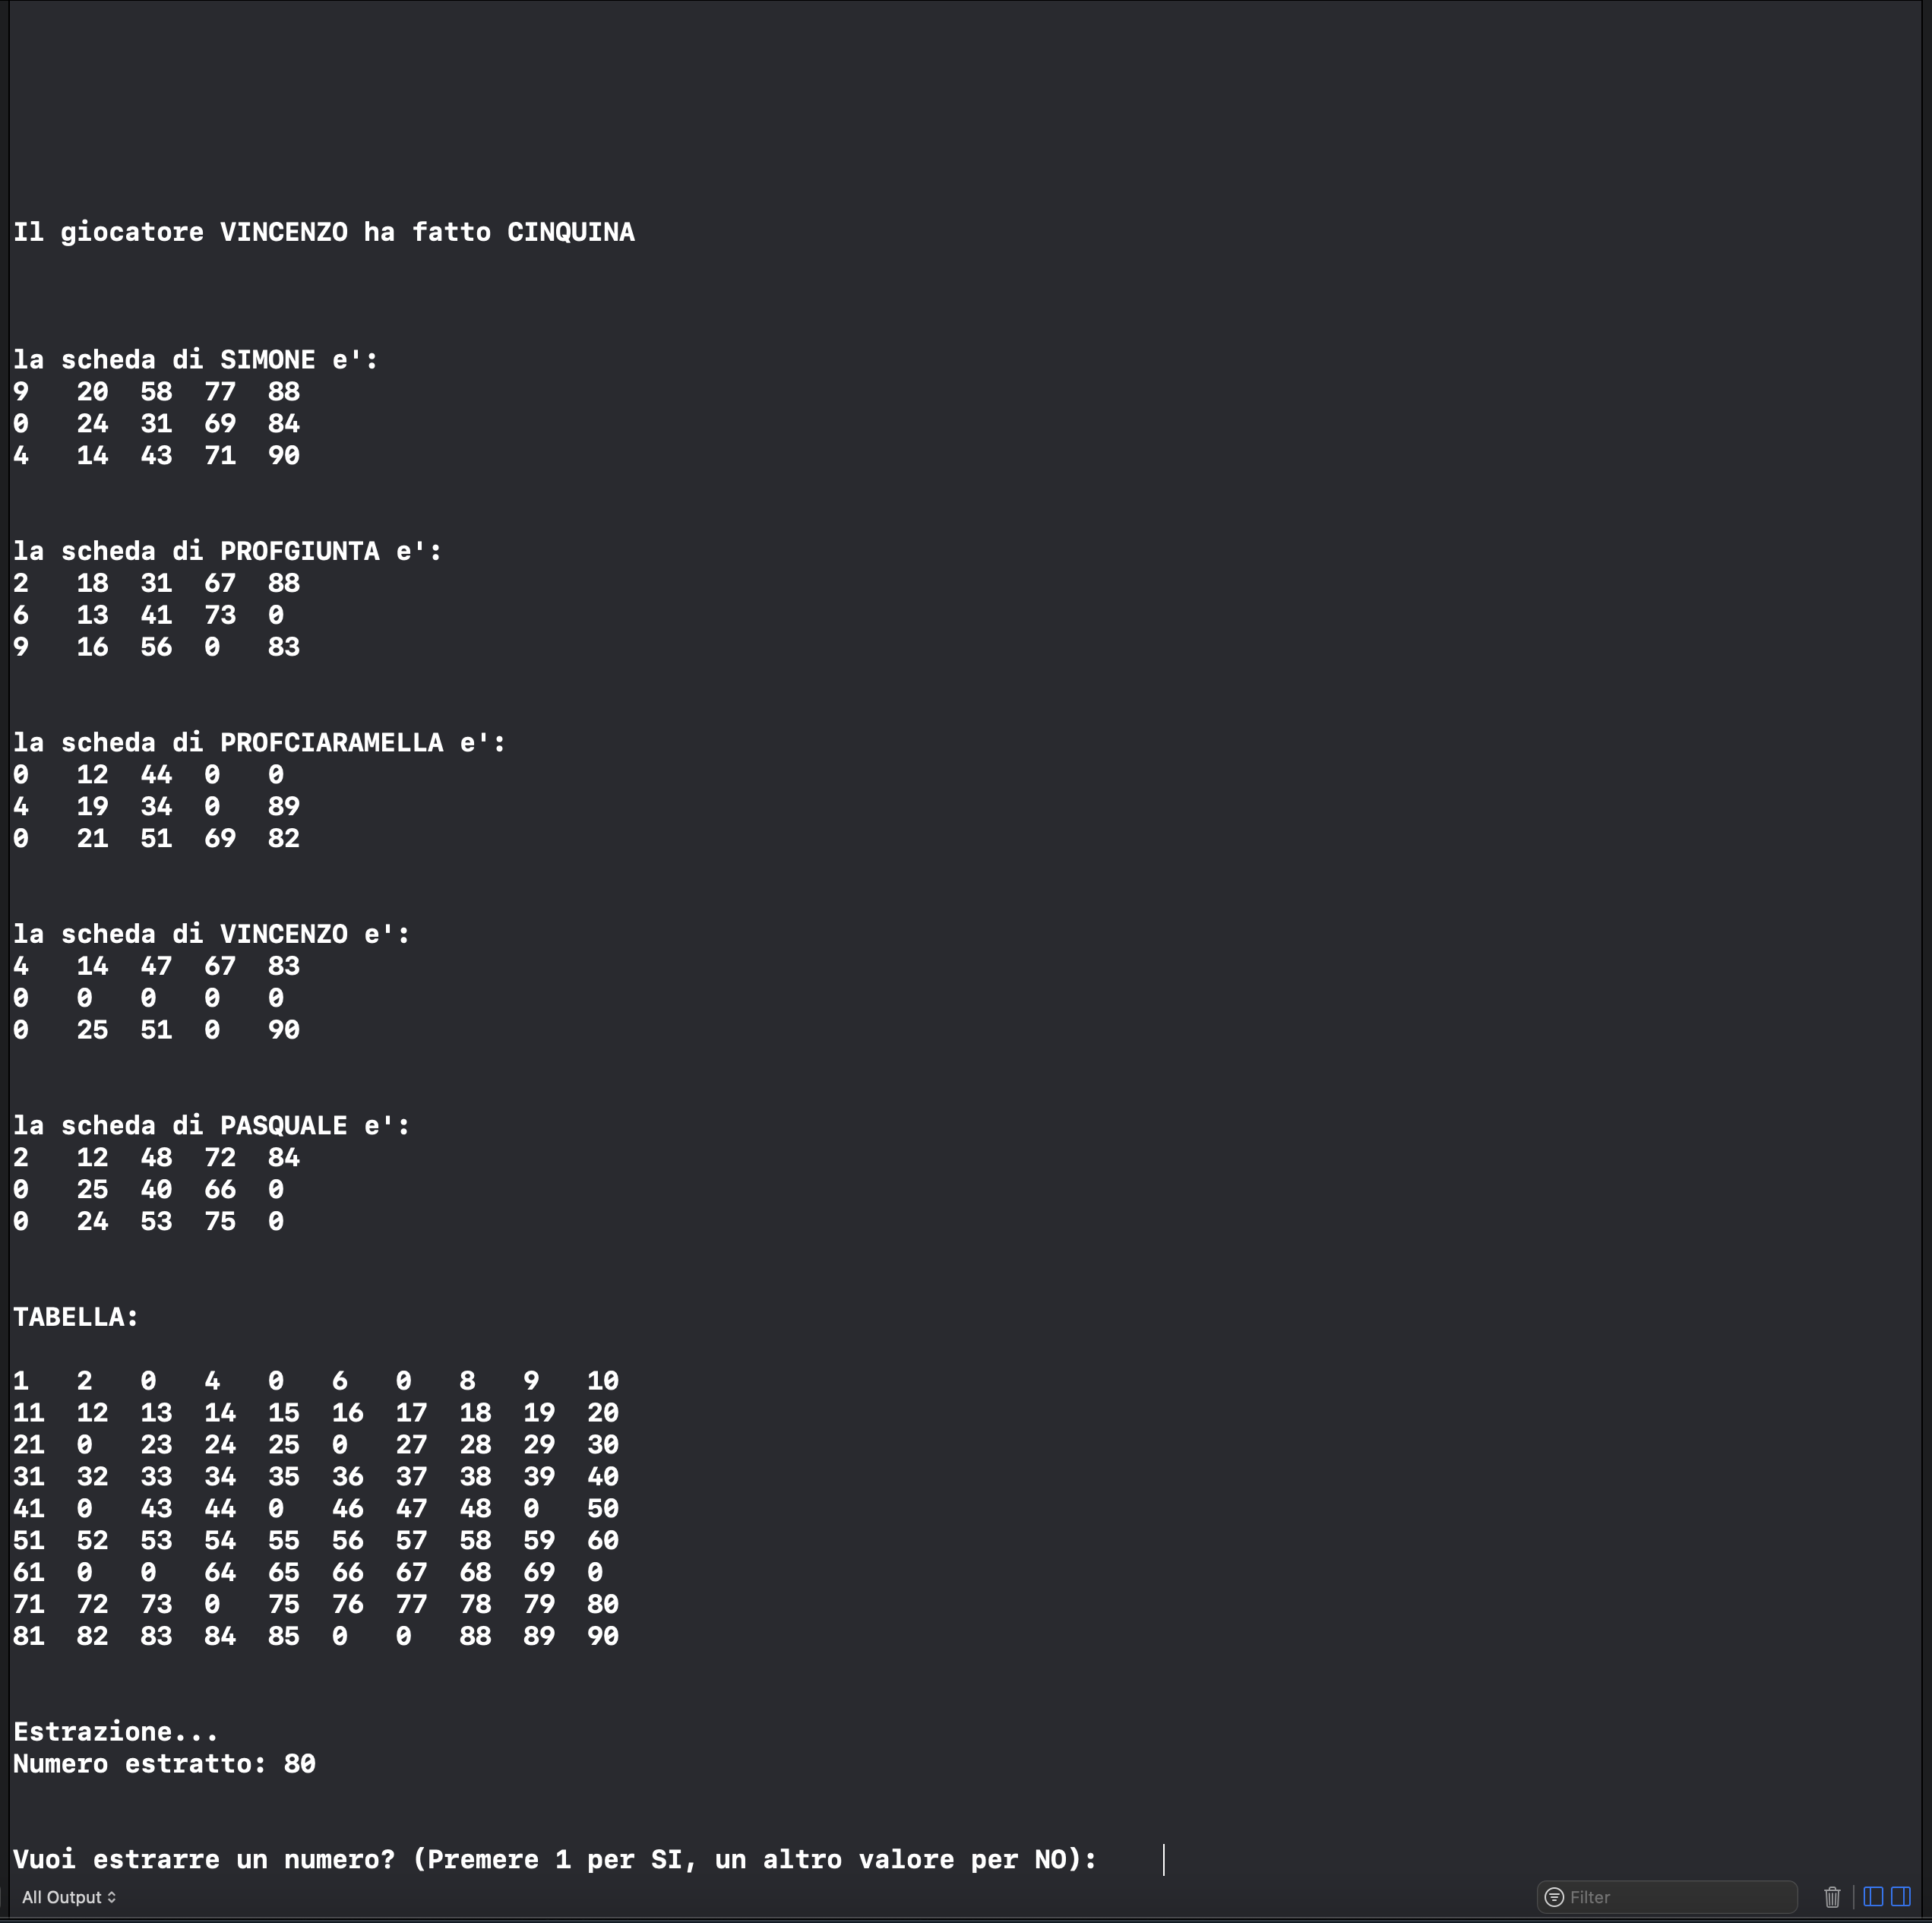 Il giocatore VINCENZO ha fatto CINQUINA
la scheda di SIMONE e':
9 20 58 77 88
0 24 31 69 84
4 14 43 71 90
la scheda di PROFGIUNTA e':
2 18 31 67 88
6 13 41 73 0
9 16 56 0 83
la scheda di PROFCIARAMELLA e':
0 12 44 0 0
4 19 34 0 89
0 21 51 69 82
la scheda di VINCENZO e':
4 14 47 67 83
0 0 0 0 0
0 25 51 0 90
la scheda di PASQUALE e':
2 12 48 72 84
0 25 40 66 0
0 24 53 75 0
TABELLA:
1 2 0 4 0 6 0 8 9 10
11 12 13 14 15 16 17 18 19 20
21 0 23 24 25 0 27 28 29 30
31 32 33 34 35 36 37 38 39 40
41 0 43 44 0 46 47 48 0 50
51 52 53 54 55 56 57 58 59 60
61 0 0 64 65 66 67 68 69 0
71 72 73 0 75 76 77 78 79 80
81 82 83 84 85 0 0 88 89 90
Estrazione...
Numero estratto: 80
Vuoi estrarre un numero? (Premere 1 per SI, un altro valore per NO):
All Output
Filter